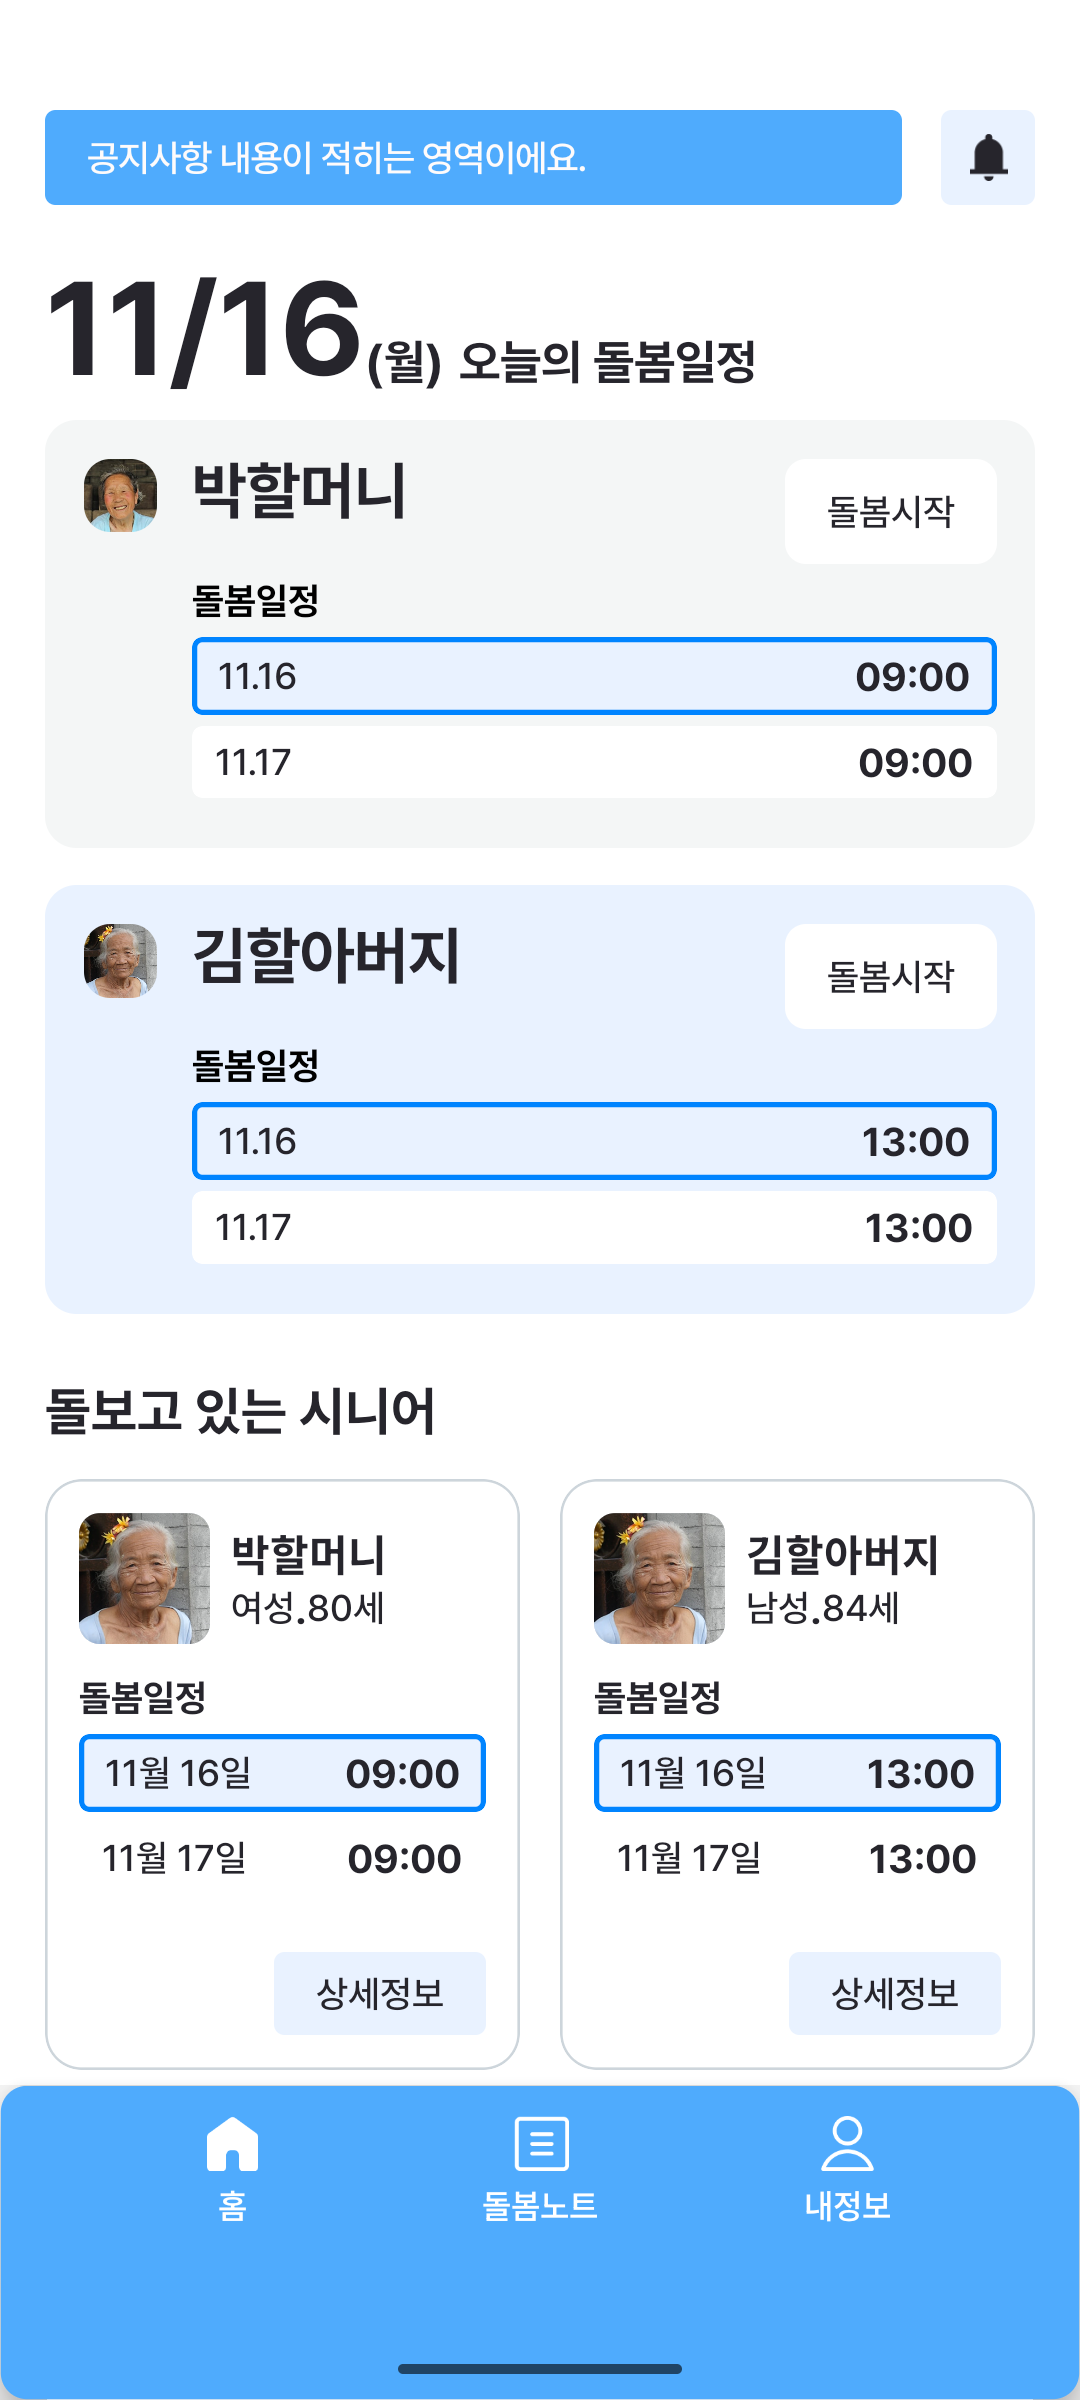 공지사항 내용이 적히는 영역이에요.
11/16(월) 오늘의 돌봄일정
박할머니
돌봄시작
돌봄일정
11.16 09:00
11.17 09:00
김할아버지
돌봄시작
돌봄일정
11.16 13:00
11.17 13:00
돌보고 있는 시니어
박할머니
여성.80세
돌봄일정
11월 16일 09:00
11월 17일 09:00
상세정보
김할아버지
남성.84세
돌봄일정
11월 16일 13:00
11월 17일 13:00
상세정보
홈 돌봄노트 내정보